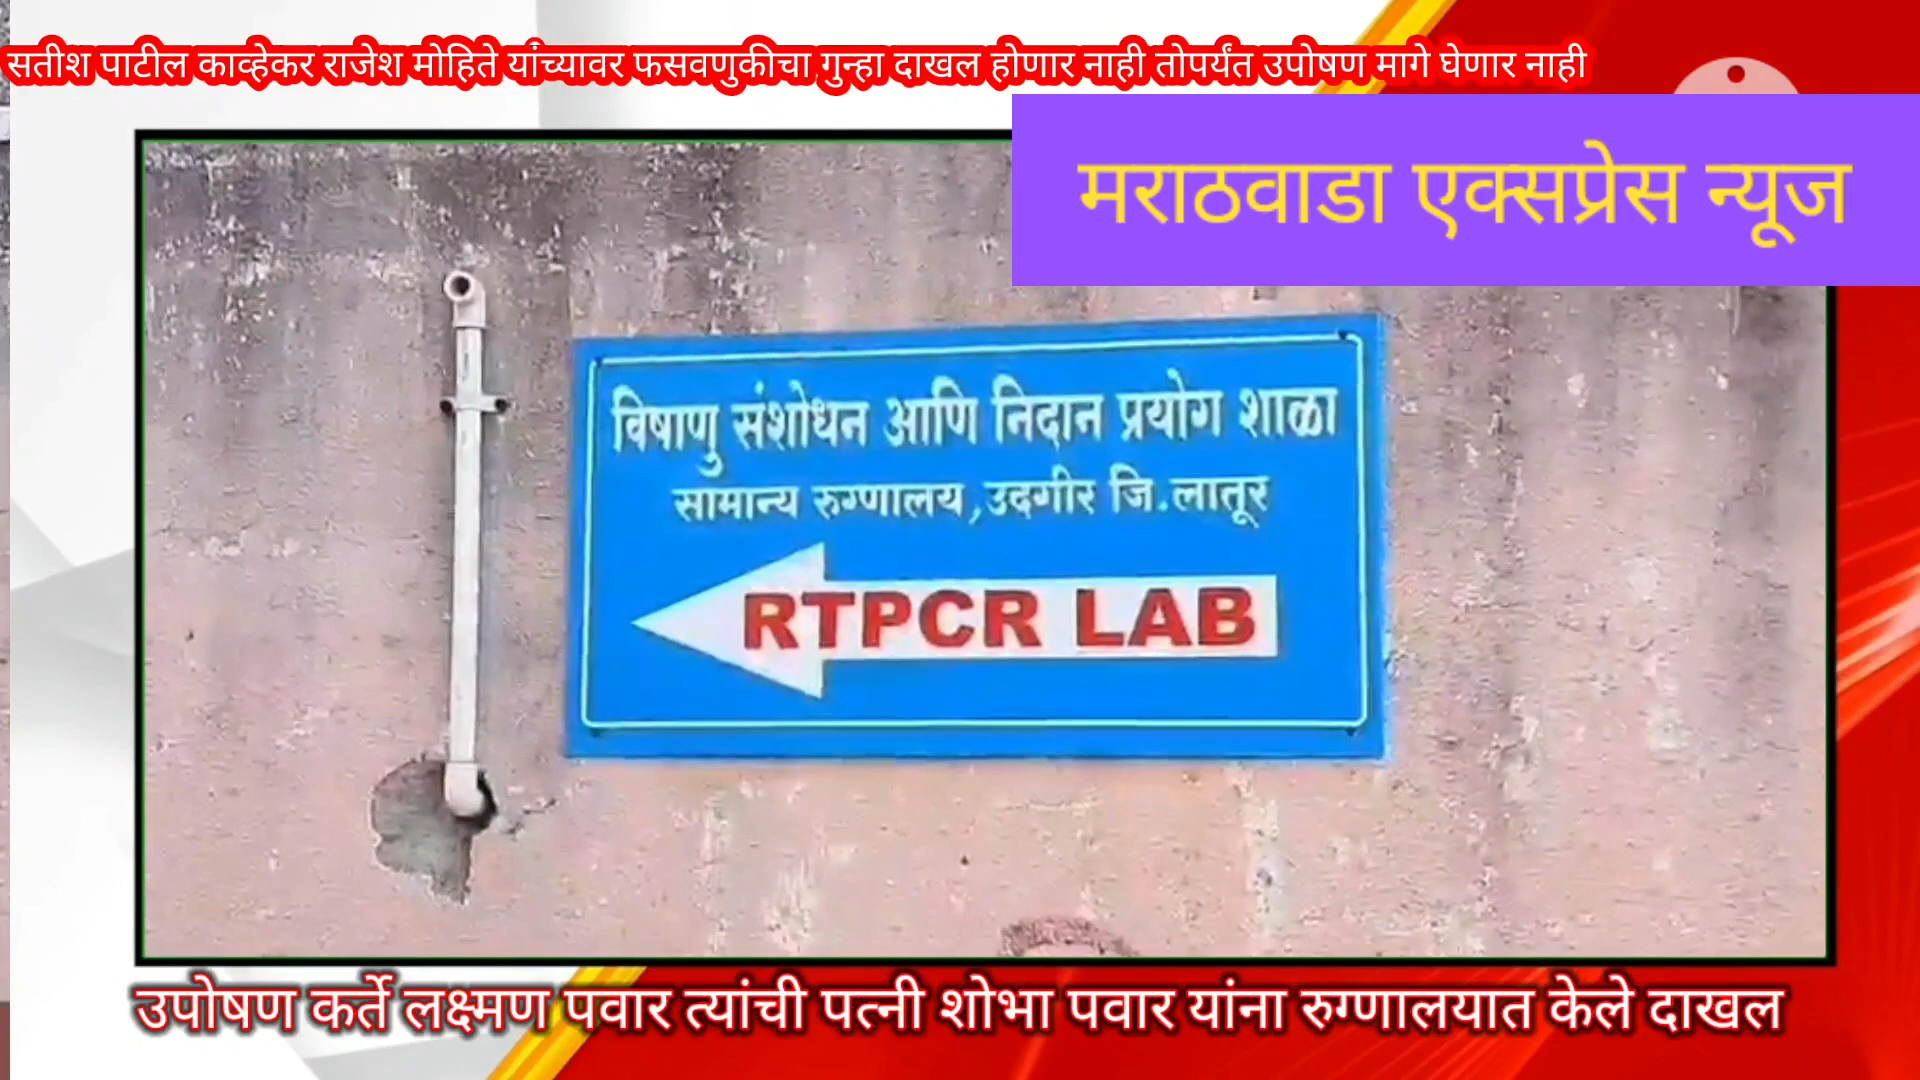 सतीश पाटील काव्हेकर राजेश मोहिते यांच्यावर फसवणुकीचा गुन्हा दाखल होणार नाही तोपर्यंत उपोषण मागे घेणार नाही
मराठवाडा एक्सप्रेस न्यूज
विषाणु संशोधन आणि निदान प्रयोग शाळा
सामान्य रुग्णालय,उदगीर जि.लातूर
RTPCR LAB
उपोषण कर्ते लक्ष्मण पवार त्यांची पत्नी शोभा पवार यांना रुग्णालयात केले दाखल